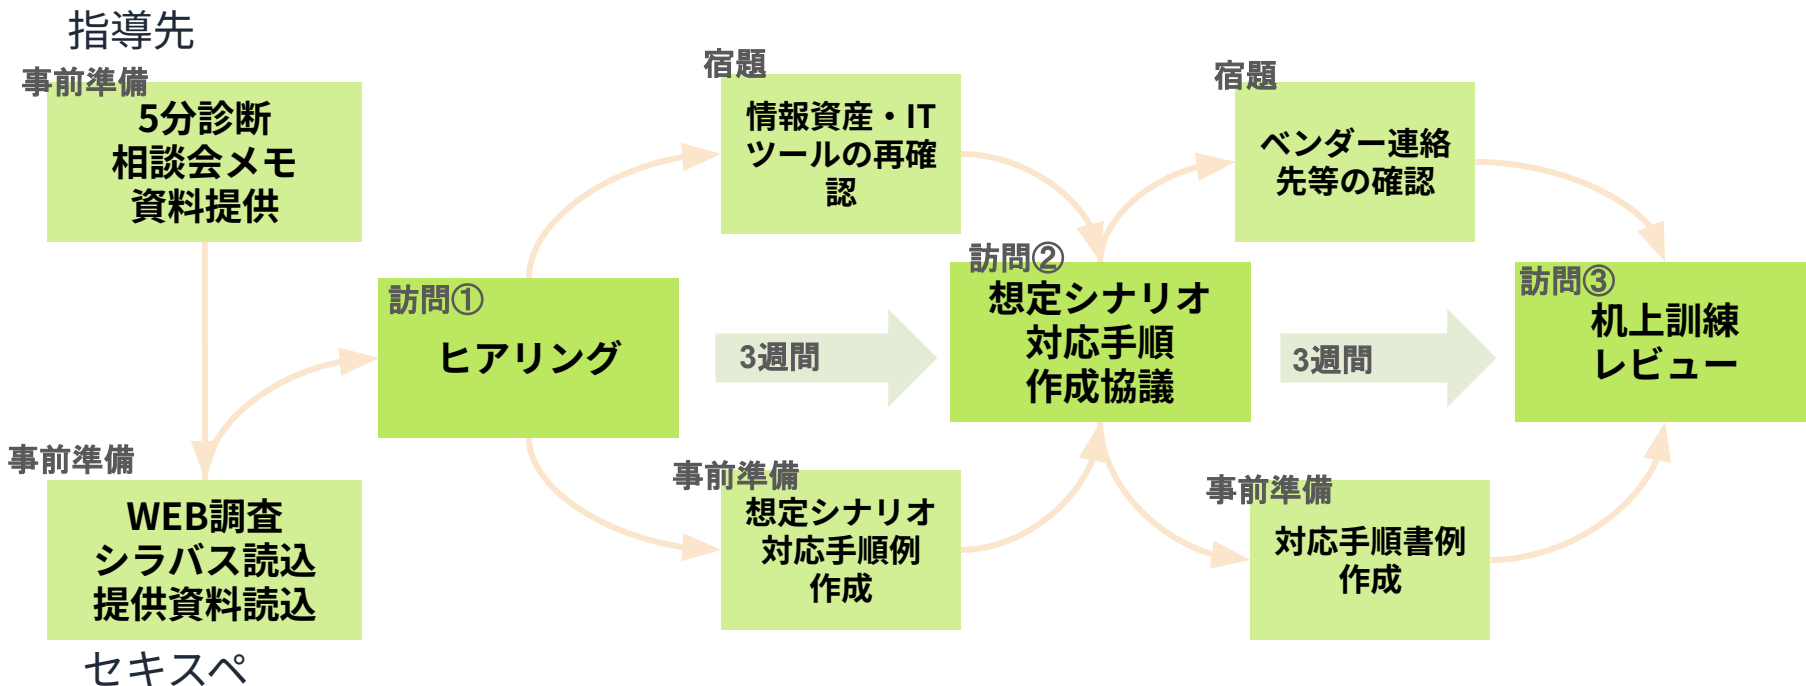 指導先
事前準備
5分診断
相談会メモ
資料提供
事前準備
WEB調査
シラバス読込
提供資料読込
セキスペ
訪問①
ヒアリング
宿題
情報資産・IT
ツールの再確
認
事前準備
想定シナリオ
対応手順例
作成
3週間
訪問②
想定シナリオ
対応手順
作成協議
宿題
ベンダー連絡
先等の確認
事前準備
対応手順書例
作成
3週間
訪問③
机上訓練
レビュー